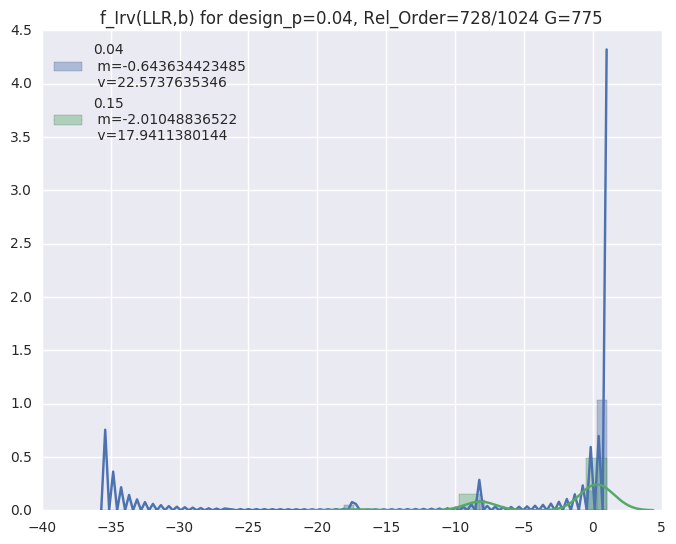 f_Irv(LLR,b) for design_p=0.04, Rel_Order=728/1024 G=775
0.04
m=-0.643634423485
v=22.5737635346
0.15
m=-2.01048836522
v=17.9411380144
4.5
4.0
3.5
3.0
2.5
2.0
1.5
1.0
0.5
0.0
−40 −35 −30 −25 −20 −15 −10 −5 0 5